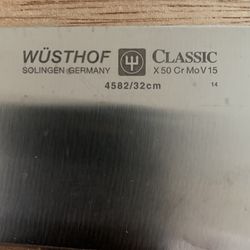 WÜSTHOF CLASSIC
SOLINGEN GERMANY X 50 Cr MoV 15
4582/32cm 14